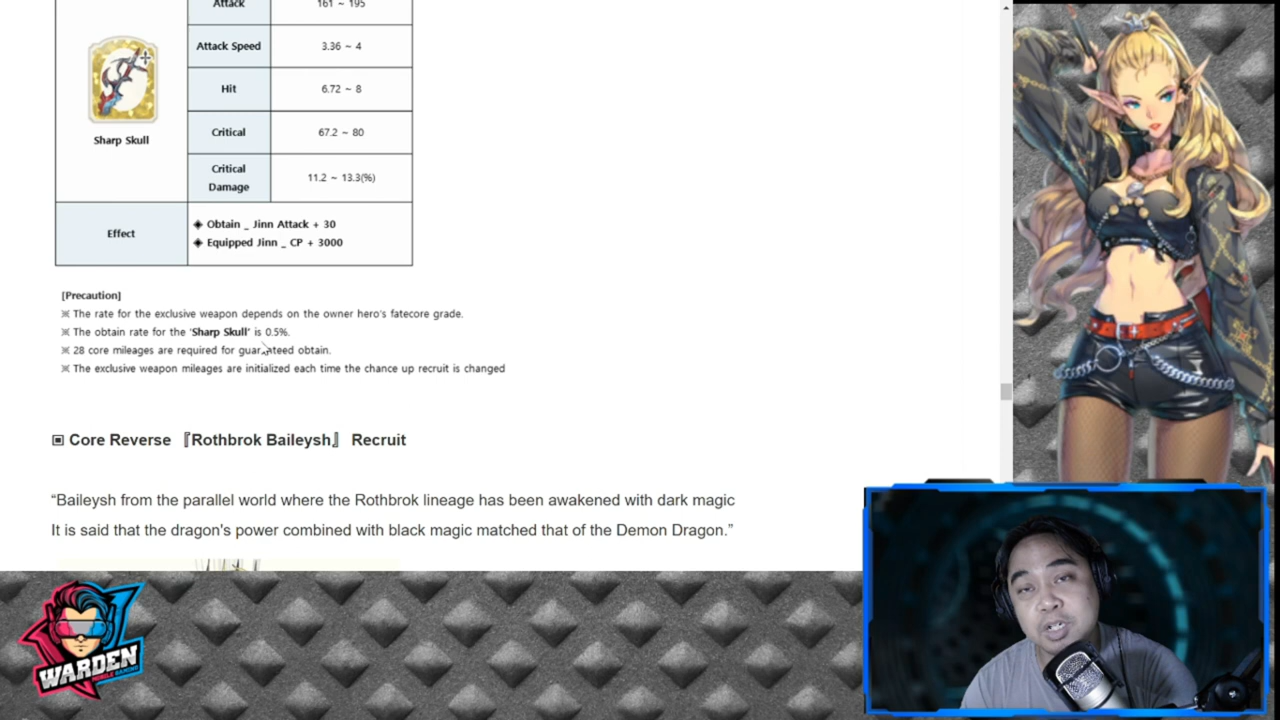 Attack 161 ~ 195
Attack Speed 3.36 ~ 4
Hit 6.72 ~ 8
Critical 67.2 ~ 80
Sharp Skull
Critical
Damage 11.2 ~ 13.3(%)
Effect
◈ Obtain _ Jinn Attack + 30
◈ Equipped Jinn _ CP + 3000
[Precaution]
※ The rate for the exclusive weapon depends on the owner hero's fatecore grade.
※ The obtain rate for the 'Sharp Skull' is 0.5%.
※ 28 core mileages are required for guaranteed obtain.
※ The exclusive weapon mileages are initialized each time the chance up recruit is changed
▣ Core Reverse 『Rothbrok Baileysh』 Recruit
“Baileysh from the parallel world where the Rothbrok lineage has been awakened with dark magic
It is said that the dragon's power combined with black magic matched that of the Demon Dragon.”
WARDEN
MOBILE GAMING